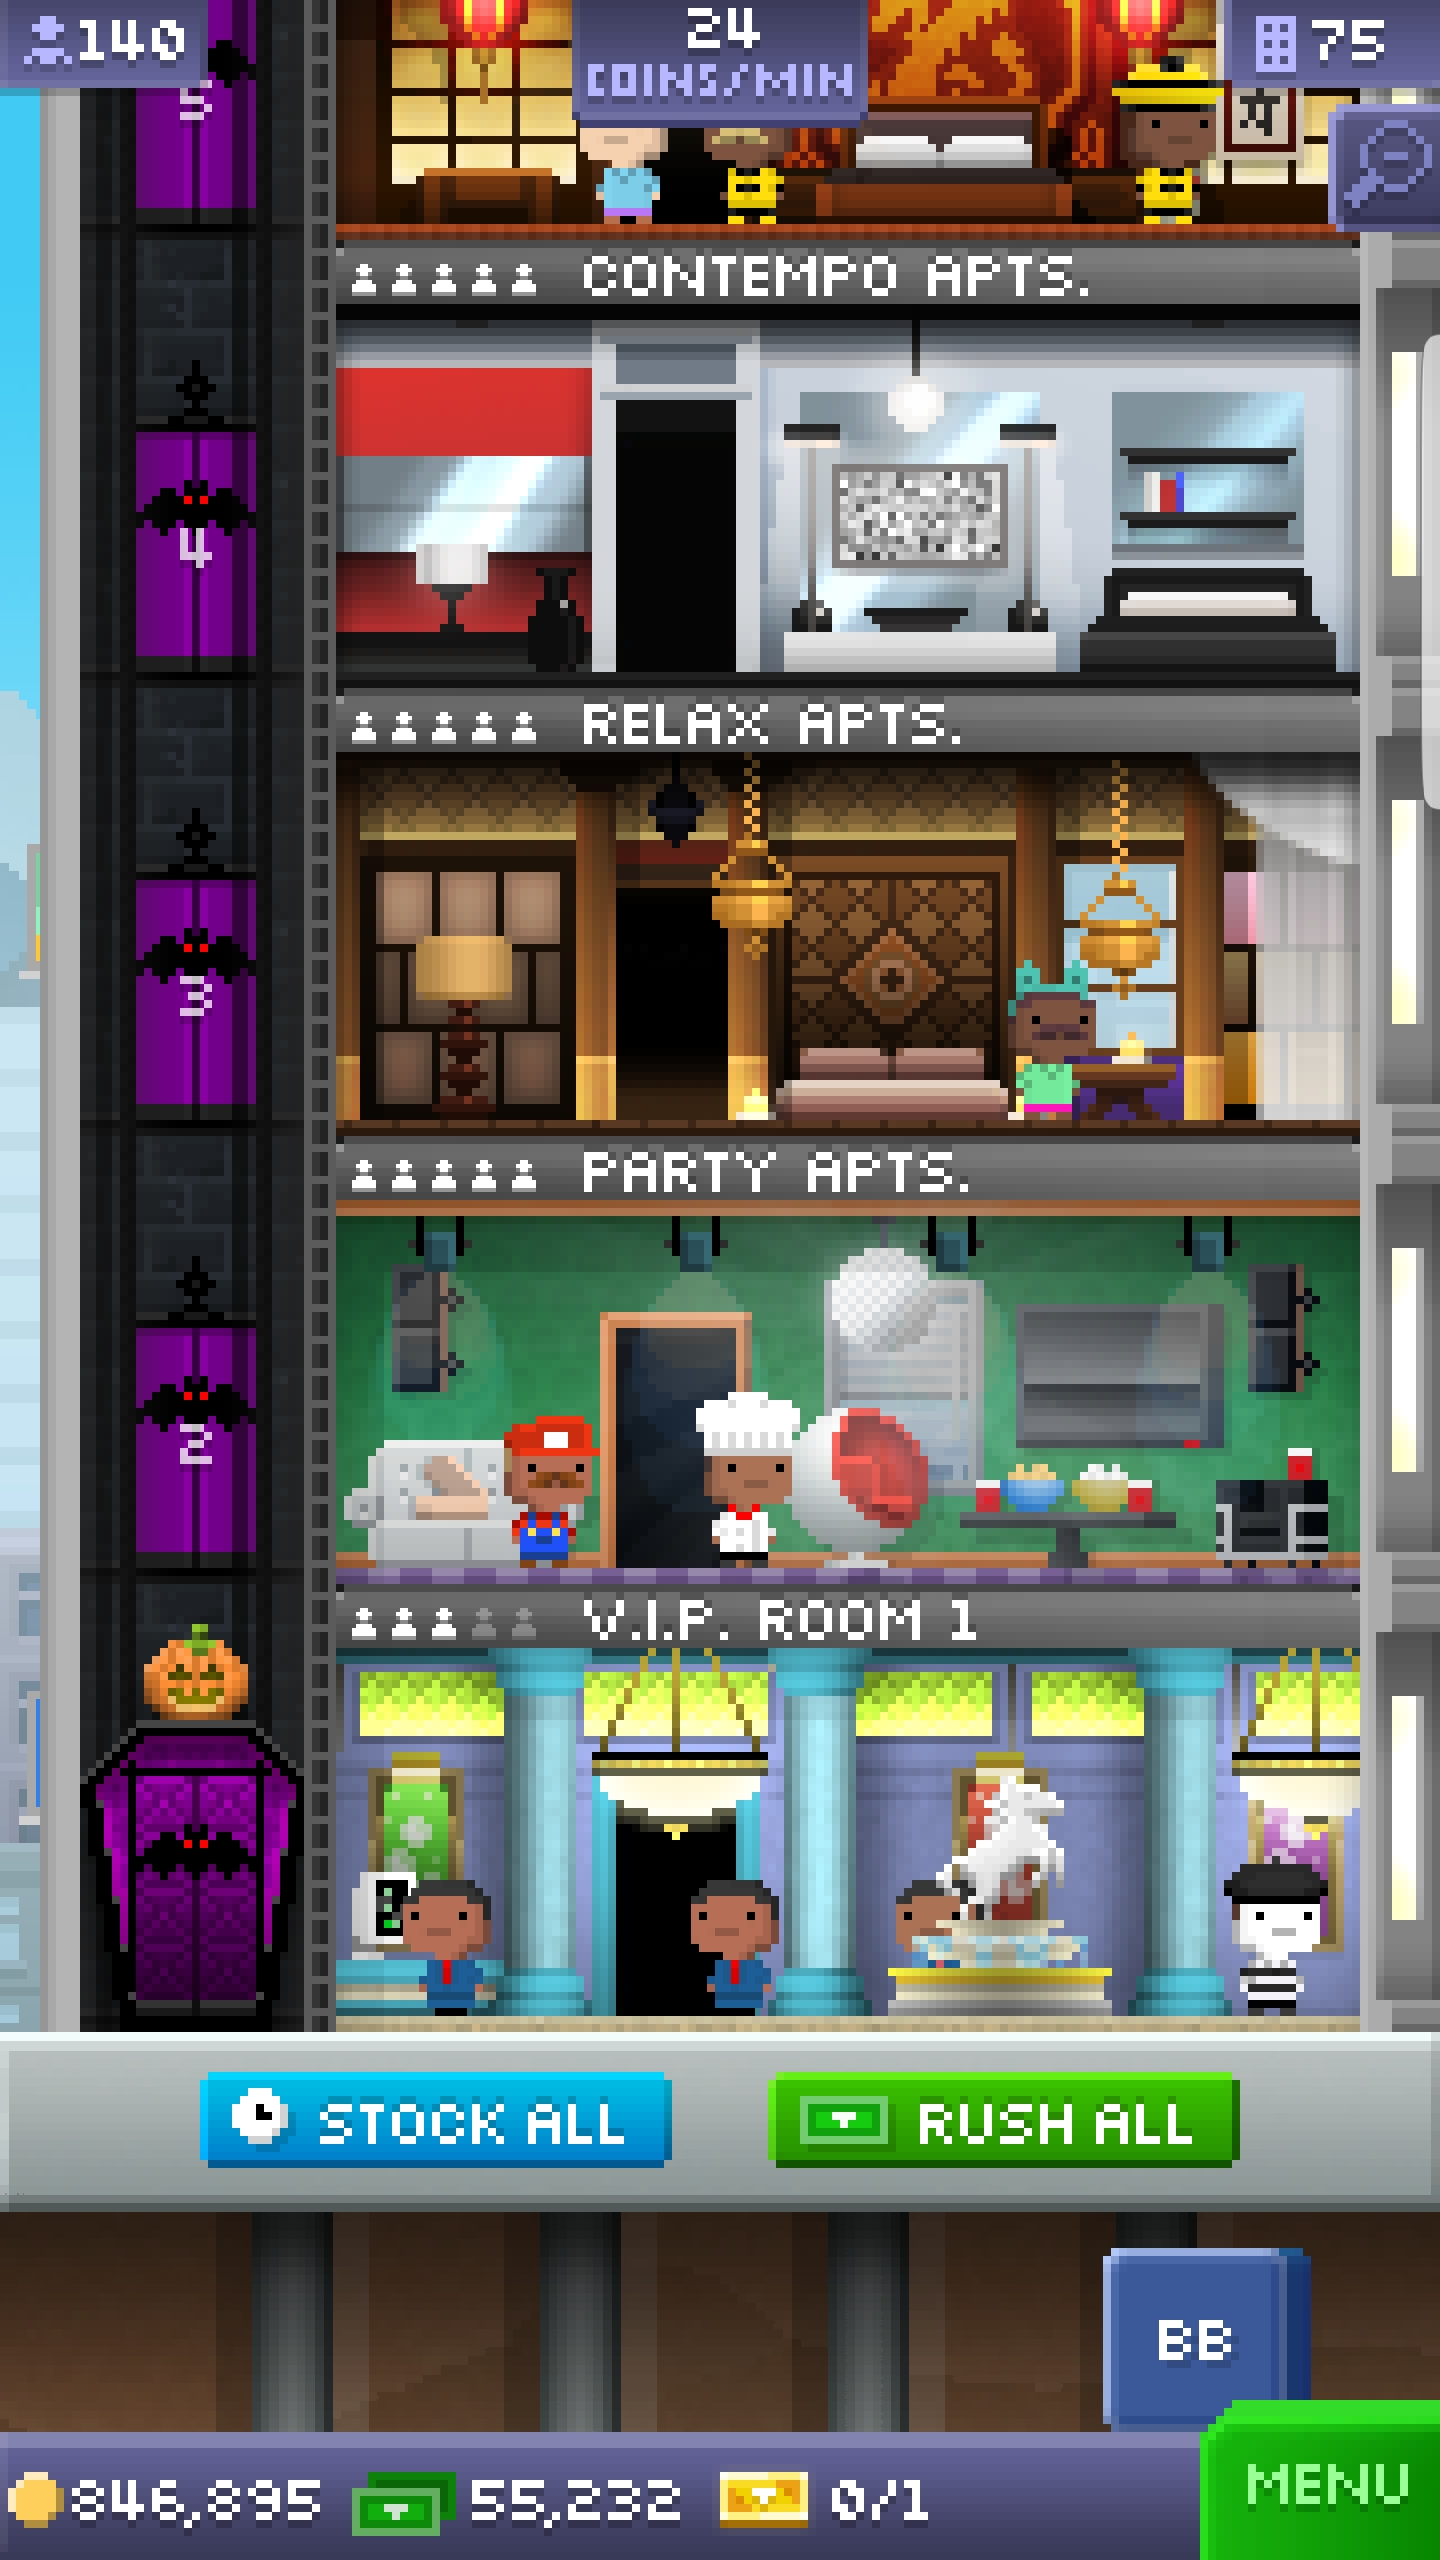 140
24
COINS/MIN
75
5
CONTEMPO APTS.
4
RELAX APTS.
3
PARTY APTS.
2
V.I.P. ROOM 1
STOCK ALL
RUSH ALL
BB
846,895
55,232
0/1
MENU